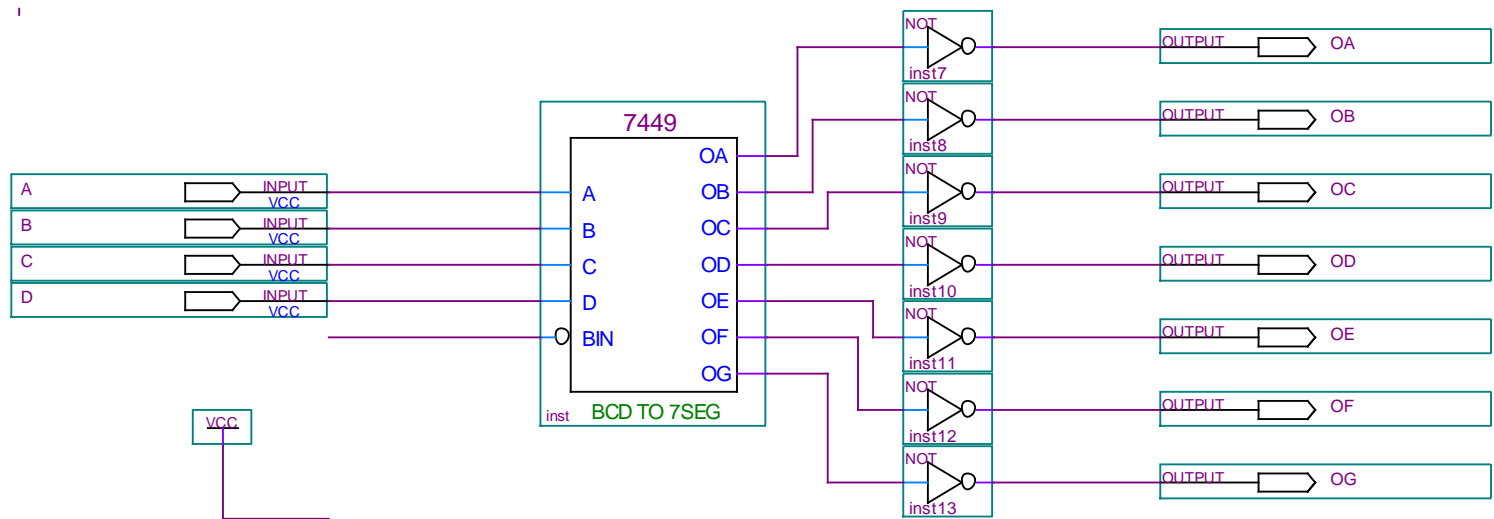 NOT
inst7
OUTPUT OA
NOT
inst8
OUTPUT OB
7449
OA
OB
OC
OD
OE
OF
OG
A
B
C
D
BIN
inst BCD TO 7SEG
A INPUT
VCC
B INPUT
VCC
C INPUT
VCC
D INPUT
VCC
NOT
inst9
OUTPUT OC
NOT
inst10
OUTPUT OD
NOT
inst11
OUTPUT OE
NOT
inst12
OUTPUT OF
NOT
inst13
OUTPUT OG
VCC